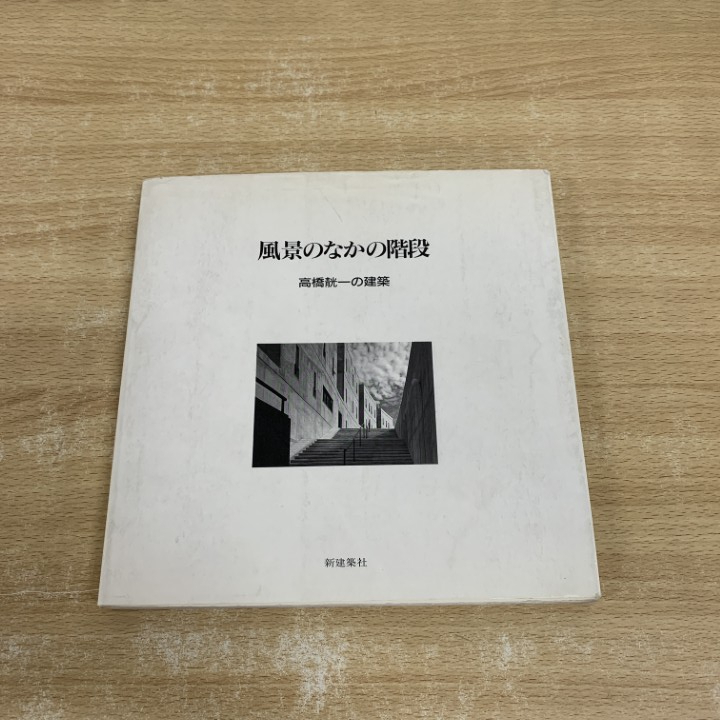 風景のなかの階段
高橋靗一の建築
新建築社